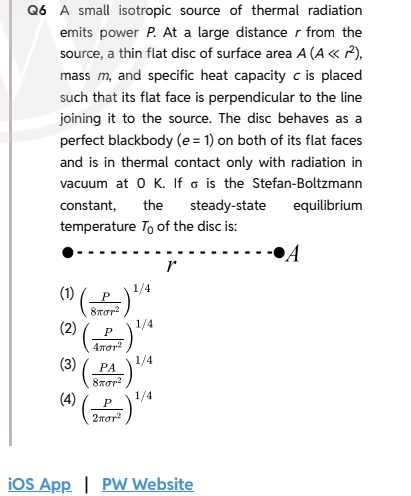 Q6 A small isotropic source of thermal radiation
emits power P. At a large distance r from the
source, a thin flat disc of surface area A (A ≪ r²),
mass m, and specific heat capacity c is placed
such that its flat face is perpendicular to the line
joining it to the source. The disc behaves as a
perfect blackbody (e = 1) on both of its flat faces
and is in thermal contact only with radiation in
vacuum at 0 K. If σ is the Stefan-Boltzmann
constant, the steady-state equilibrium
temperature T₀ of the disc is:
A
r
(1) (P/8πσr²)^1/4
(2) (P/4πσr²)^1/4
(3) (PA/8πσr²)^1/4
(4) (P/2πσr²)^1/4
iOS App | PW Website